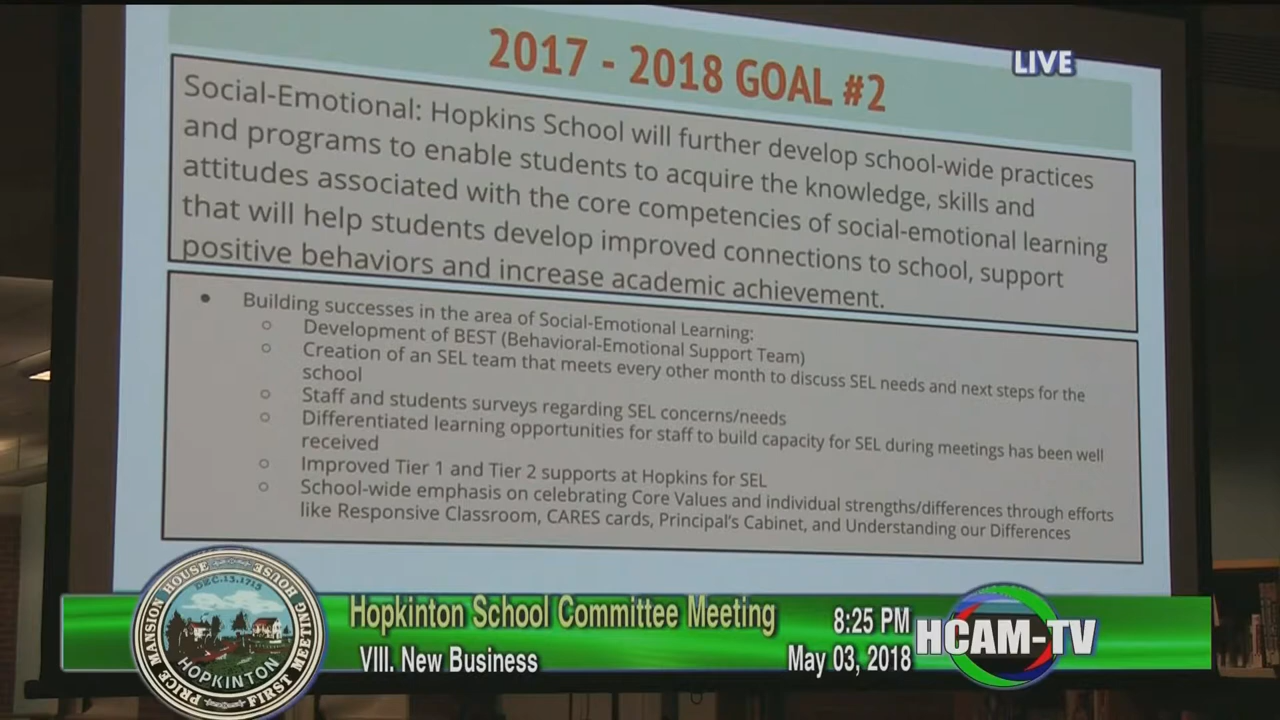 2017 - 2018 GOAL #2
LIVE
Social-Emotional: Hopkins School will further develop school-wide practices
and programs to enable students to acquire the knowledge, skills and
attitudes associated with the core competencies of social-emotional learning
that will help students develop improved connections to school, support
positive behaviors and increase academic achievement.
● Building successes in the area of Social-Emotional Learning:
○ Development of BEST (Behavioral-Emotional Support Team)
○ Creation of an SEL team that meets every other month to discuss SEL needs and next steps for the
school
○ Staff and students surveys regarding SEL concerns/needs
○ Differentiated learning opportunities for staff to build capacity for SEL during meetings has been well
received
○ Improved Tier 1 and Tier 2 supports at Hopkins for SEL
○ School-wide emphasis on celebrating Core Values and individual strengths/differences through efforts
like Responsive Classroom, CARES cards, Principal's Cabinet, and Understanding our Differences
PRICE MANSION HOUSE HOUSE FIRST MEETING
DEC.13.1715
HOPKINTON
Hopkinton School Committee Meeting
8:25 PM
VIII. New Business
May 03, 2018
HCAM-TV